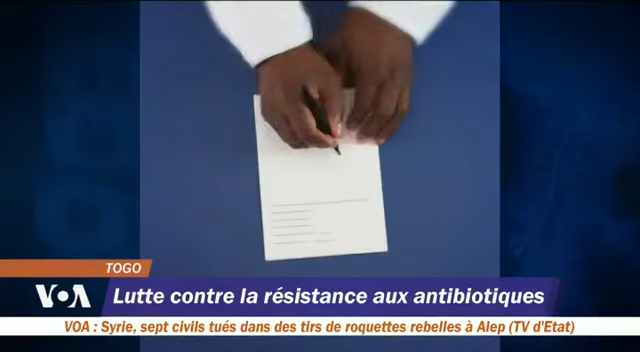 TOGO
VOA Lutte contre la résistance aux antibiotiques
VOA : Syrie, sept civils tués dans des tirs de roquettes rebelles à Alep (TV d'Etat)